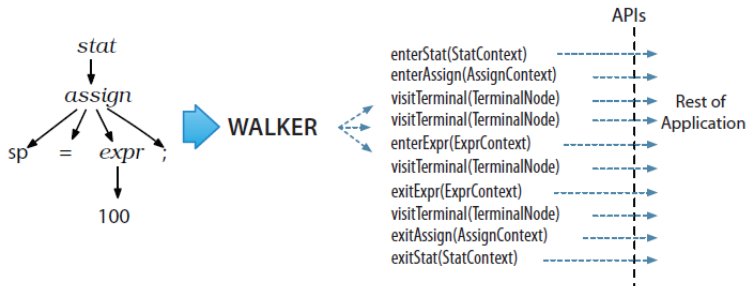 APIs
stat
assign
sp = expr ;
100
WALKER
enterStat(StatContext)
enterAssign(AssignContext)
visitTerminal(TerminalNode)
visitTerminal(TerminalNode)
enterExpr(ExprContext)
visitTerminal(TerminalNode)
exitExpr(ExprContext)
visitTerminal(TerminalNode)
exitAssign(AssignContext)
exitStat(StatContext)
Rest of
Application